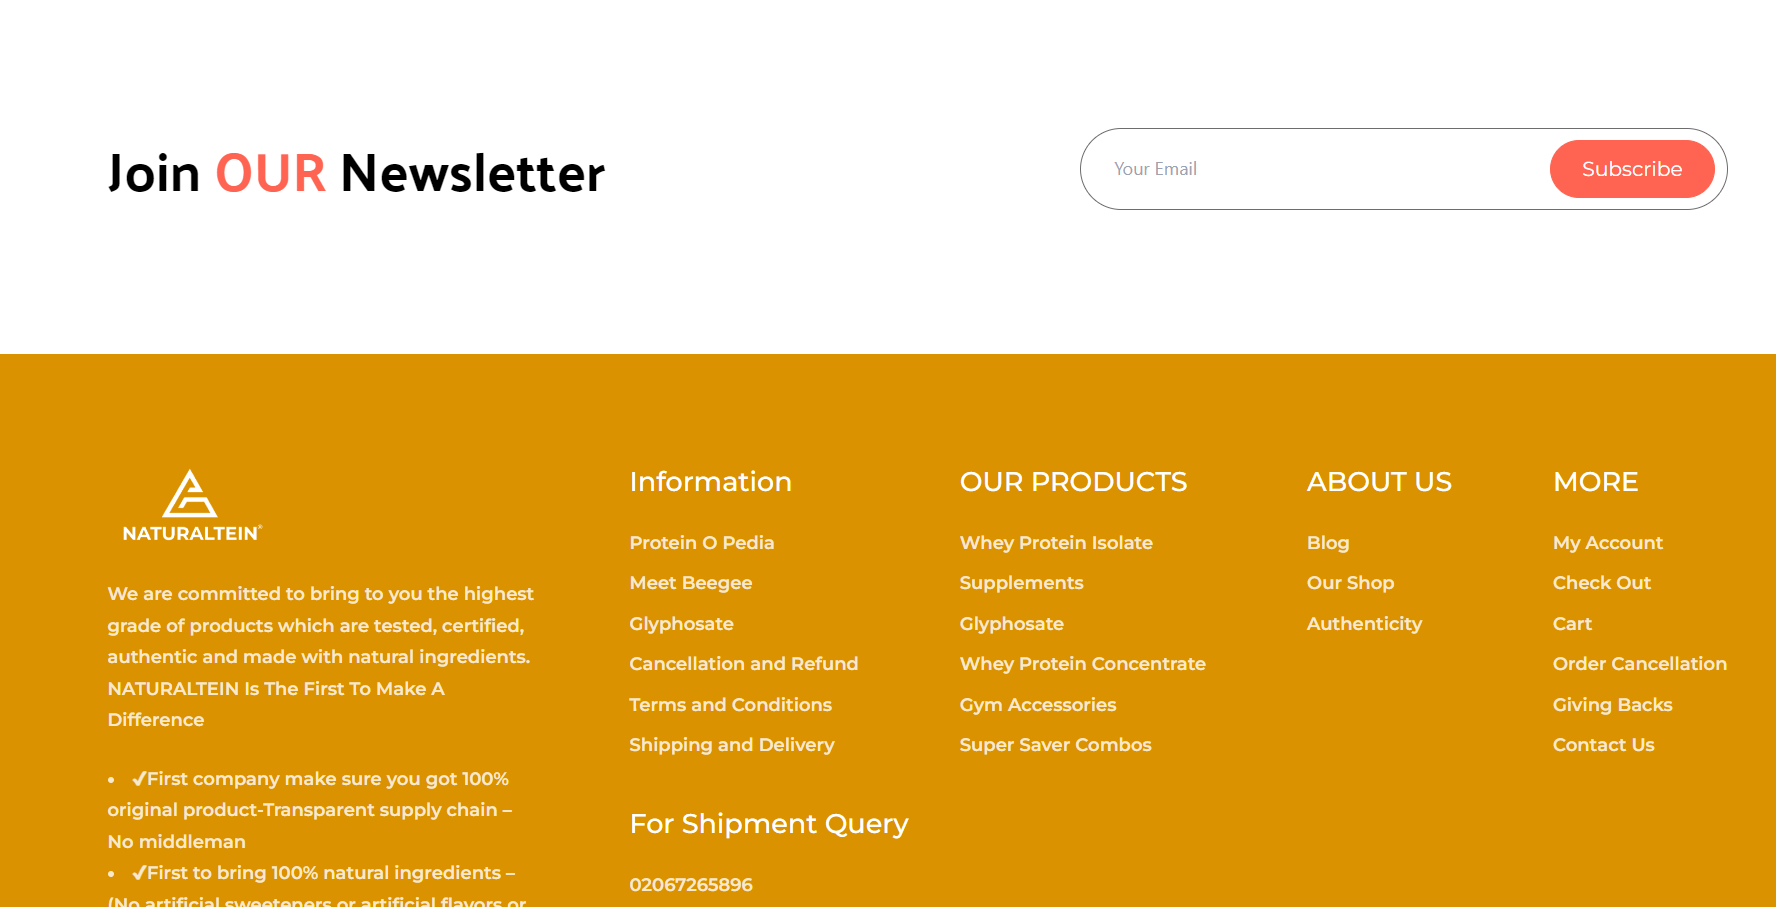 Join OUR Newsletter
Your Email
Subscribe
NATURALTEIN®
We are committed to bring to you the highest
grade of products which are tested, certified,
authentic and made with natural ingredients.
NATURALTEIN Is The First To Make A
Difference
• ✔First company make sure you got 100%
original product-Transparent supply chain –
No middleman
• ✔First to bring 100% natural ingredients –
(No artificial sweeteners or artificial flavors or
Information
Protein O Pedia
Meet Beegee
Glyphosate
Cancellation and Refund
Terms and Conditions
Shipping and Delivery
For Shipment Query
02067265896
OUR PRODUCTS
Whey Protein Isolate
Supplements
Glyphosate
Whey Protein Concentrate
Gym Accessories
Super Saver Combos
ABOUT US
Blog
Our Shop
Authenticity
MORE
My Account
Check Out
Cart
Order Cancellation
Giving Backs
Contact Us